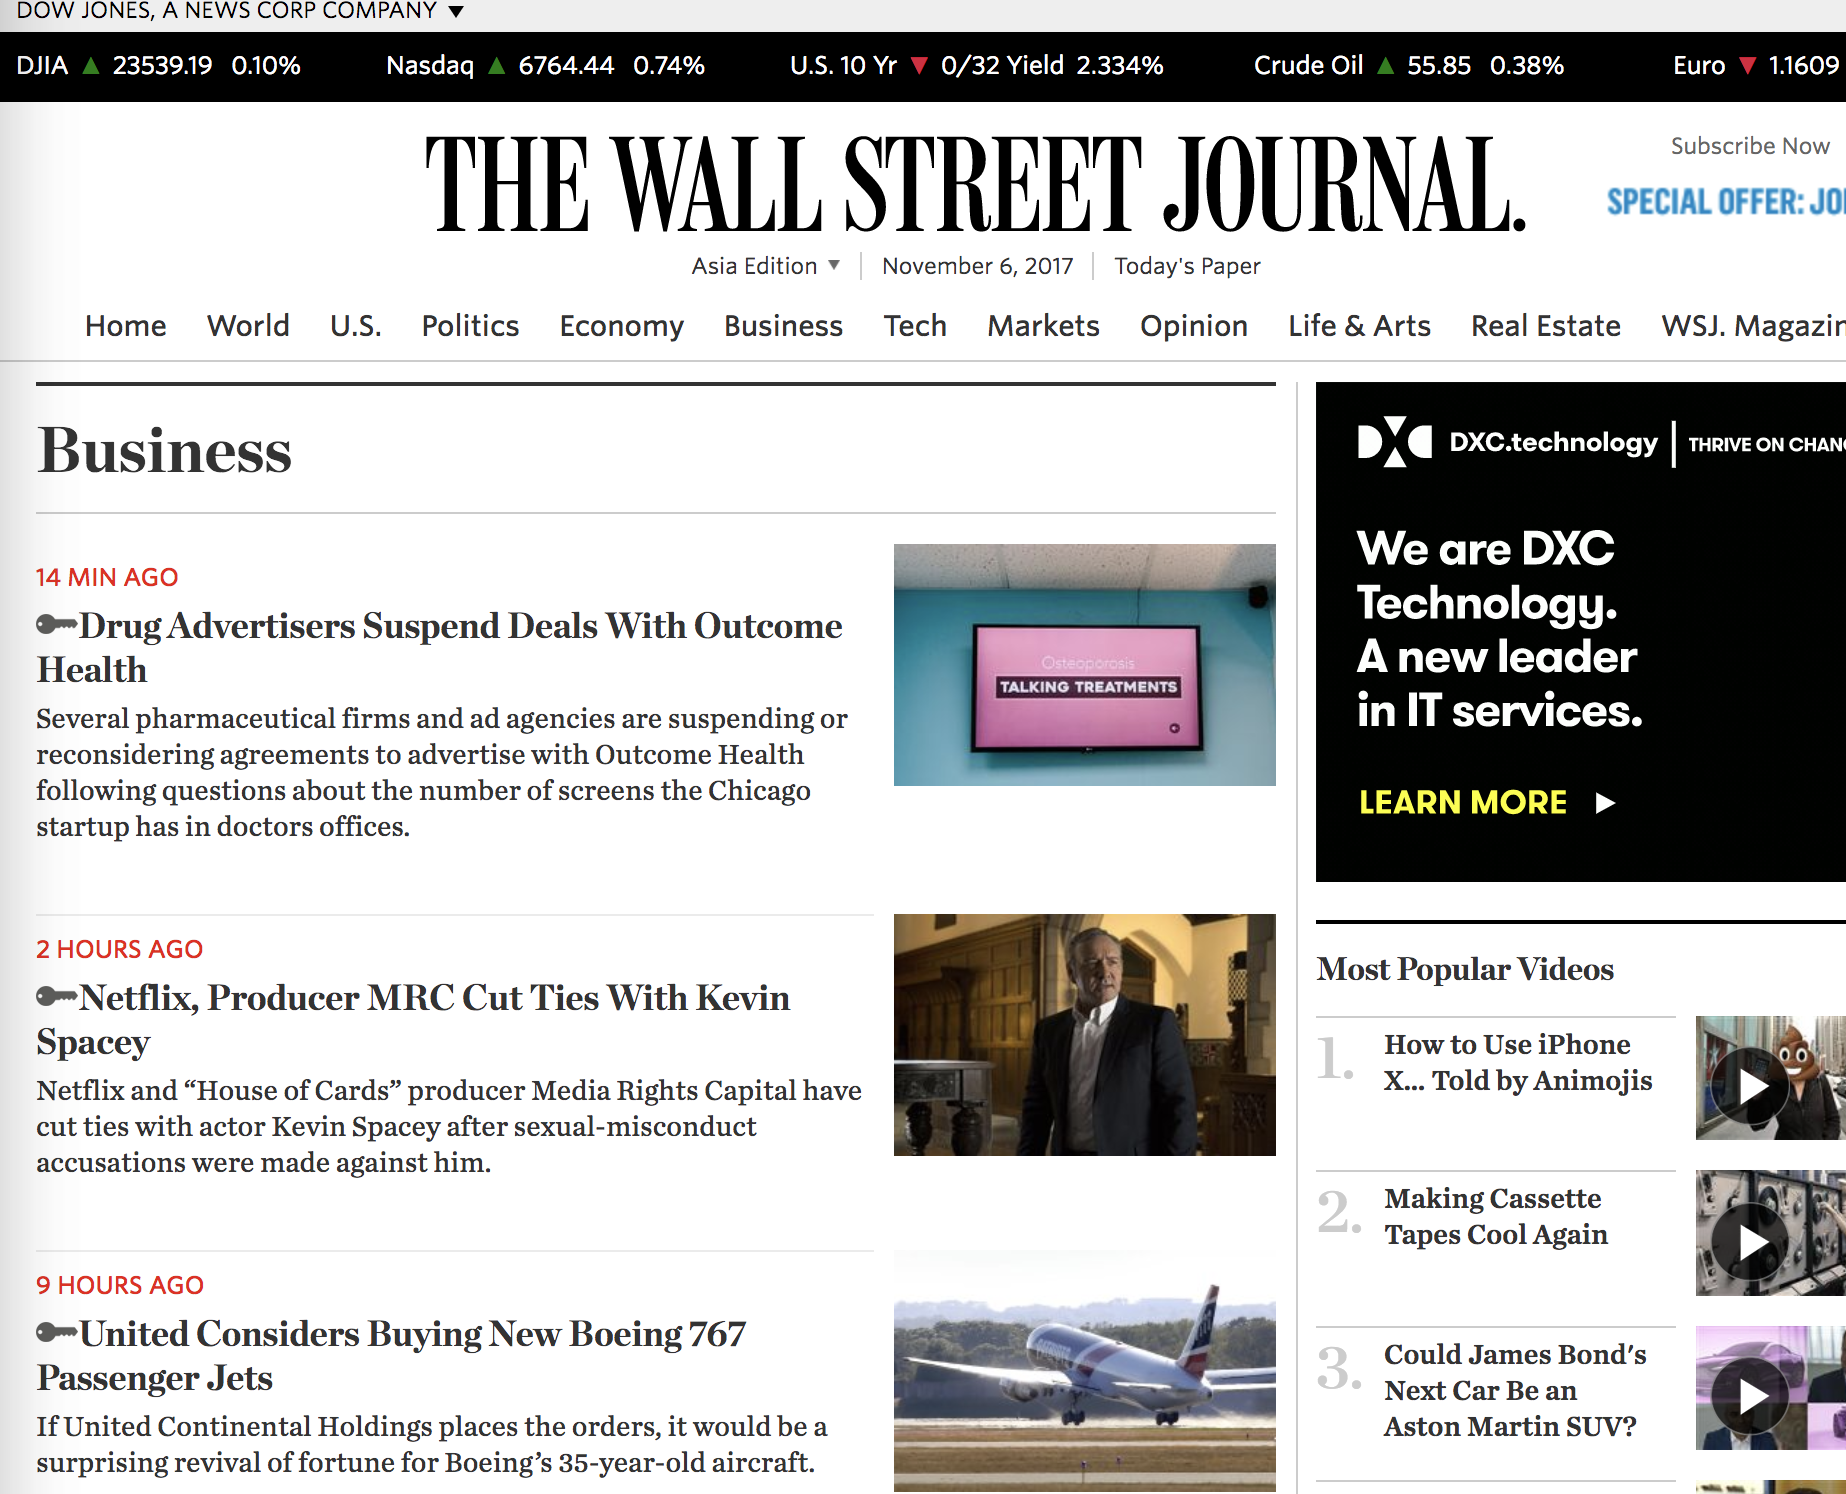 DOW JONES, A NEWS CORP COMPANY ▼
DJIA ▲ 23539.19 0.10% Nasdaq ▲ 6764.44 0.74% U.S. 10 Yr ▼ 0/32 Yield 2.334% Crude Oil ▲ 55.85 0.38% Euro ▼ 1.1609
THE WALL STREET JOURNAL.
Subscribe Now
SPECIAL OFFER:
Asia Edition ▼ November 6, 2017 Today's Paper
Home World U.S. Politics Economy Business Tech Markets Opinion Life & Arts Real Estate WSJ. Magazin
Business
14 MIN AGO
Drug Advertisers Suspend Deals With Outcome
Health
Several pharmaceutical firms and ad agencies are suspending or
reconsidering agreements to advertise with Outcome Health
following questions about the number of screens the Chicago
startup has in doctors offices.
Osteoporosis
TALKING TREATMENTS
2 HOURS AGO
Netflix, Producer MRC Cut Ties With Kevin
Spacey
Netflix and “House of Cards” producer Media Rights Capital have
cut ties with actor Kevin Spacey after sexual-misconduct
accusations were made against him.
9 HOURS AGO
United Considers Buying New Boeing 767
Passenger Jets
If United Continental Holdings places the orders, it would be a
surprising revival of fortune for Boeing’s 35-year-old aircraft.
DXC.technology | THRIVE ON CHAN
We are DXC
Technology.
A new leader
in IT services.
LEARN MORE ►
Most Popular Videos
1. How to Use iPhone
X... Told by Animojis
2. Making Cassette
Tapes Cool Again
3. Could James Bond's
Next Car Be an
Aston Martin SUV?